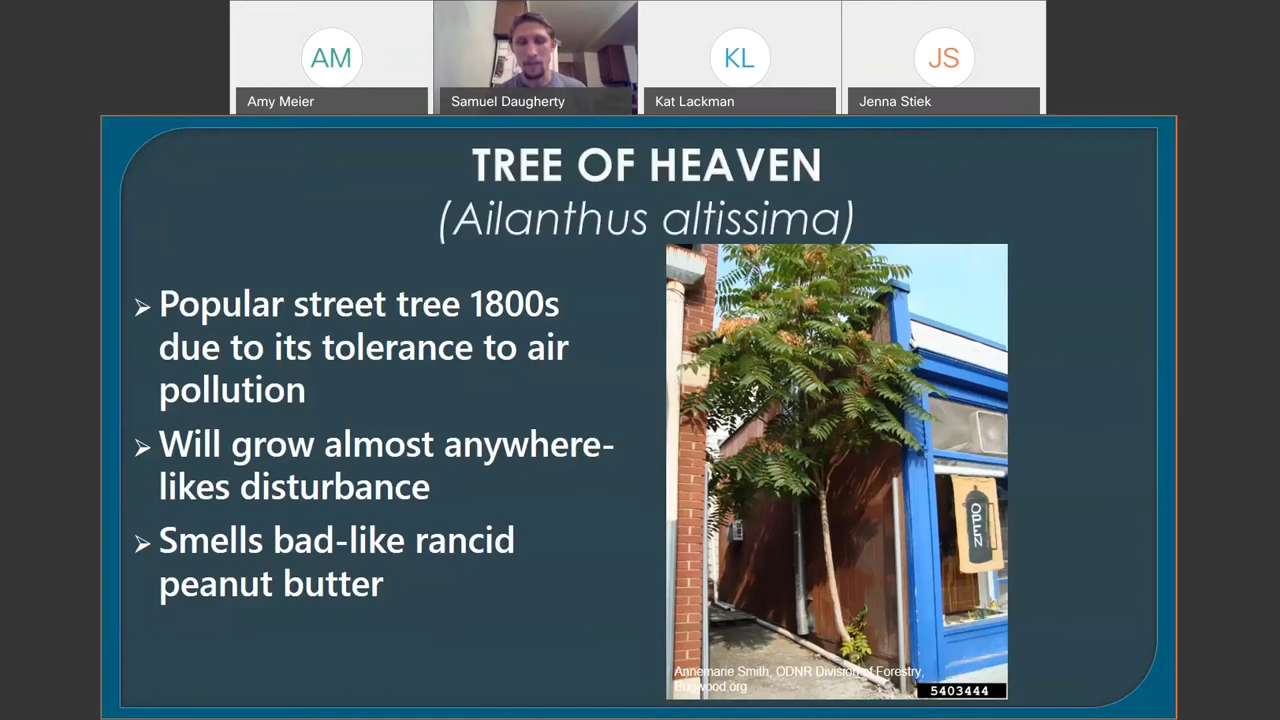 AM
KL
JS
Amy Meier
Samuel Daugherty
Kat Lackman
Jenna Stiek
TREE OF HEAVEN
(Ailanthus altissima)
Popular street tree 1800s
due to its tolerance to air
pollution
Will grow almost anywhere-
likes disturbance
Smells bad-like rancid
peanut butter
OPEN
Annemarie Smith, ODNR Division of Forestry,
Bugwood.org
5403444